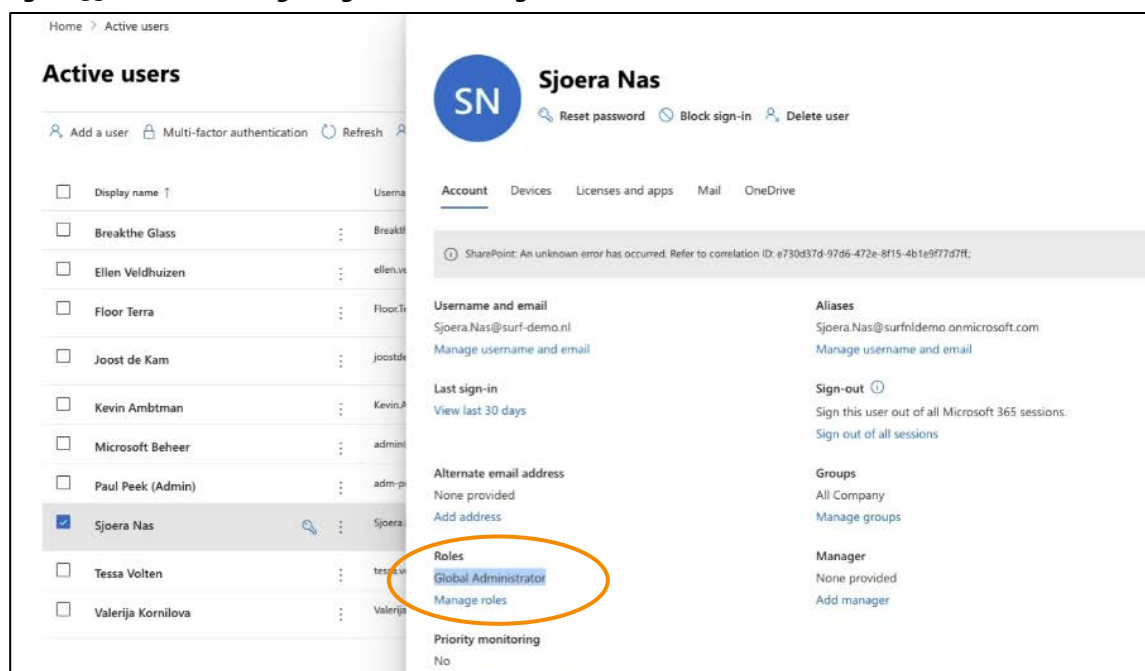 Home > Active users
Active users
Add a user Multi-factor authentication Refresh
Display name ↑
Breakthe Glass
Ellen Veldhuizen
Floor Terra
Joost de Kam
Kevin Ambtman
Microsoft Beheer
Paul Peek (Admin)
Sjoera Nas
Tessa Volten
Valerija Kornilova
SN
Sjoera Nas
Reset password Block sign-in Delete user
Account Devices Licenses and apps Mail OneDrive
SharePoint: An unknown error has occurred. Refer to correlation ID: e730d37d-97d6-472e-8f15-4b1e9f77d7ff;
Username and email
Sjoera.Nas@surf-demo.nl
Manage username and email
Aliases
Sjoera.Nas@surfnldemo.onmicrosoft.com
Manage username and email
Last sign-in
View last 30 days
Sign-out
Sign this user out of all Microsoft 365 sessions.
Sign out of all sessions
Alternate email address
None provided
Add address
Groups
All Company
Manage groups
Roles
Global Administrator
Manage roles
Manager
None provided
Add manager
Priority monitoring
No